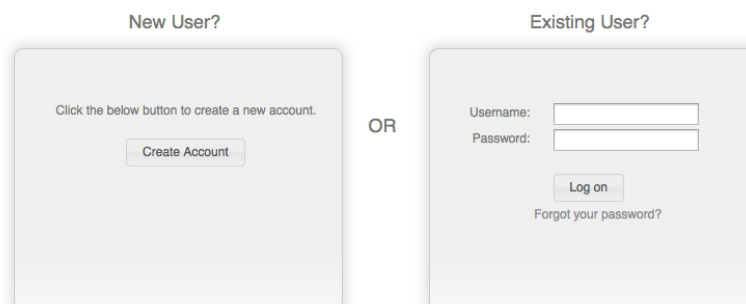 New User?
Click the below button to create a new account.
Create Account
OR
Existing User?
Username:
Password:
Log on
Forgot your password?